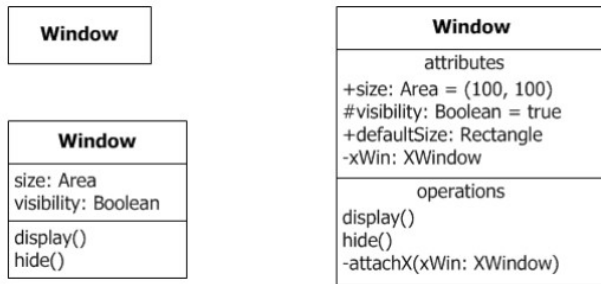 Window
Window
size: Area
visibility: Boolean
display()
hide()
Window
attributes
+size: Area = (100, 100)
#visibility: Boolean = true
+defaultSize: Rectangle
-xWin: XWindow
operations
display()
hide()
-attachX(xWin: XWindow)